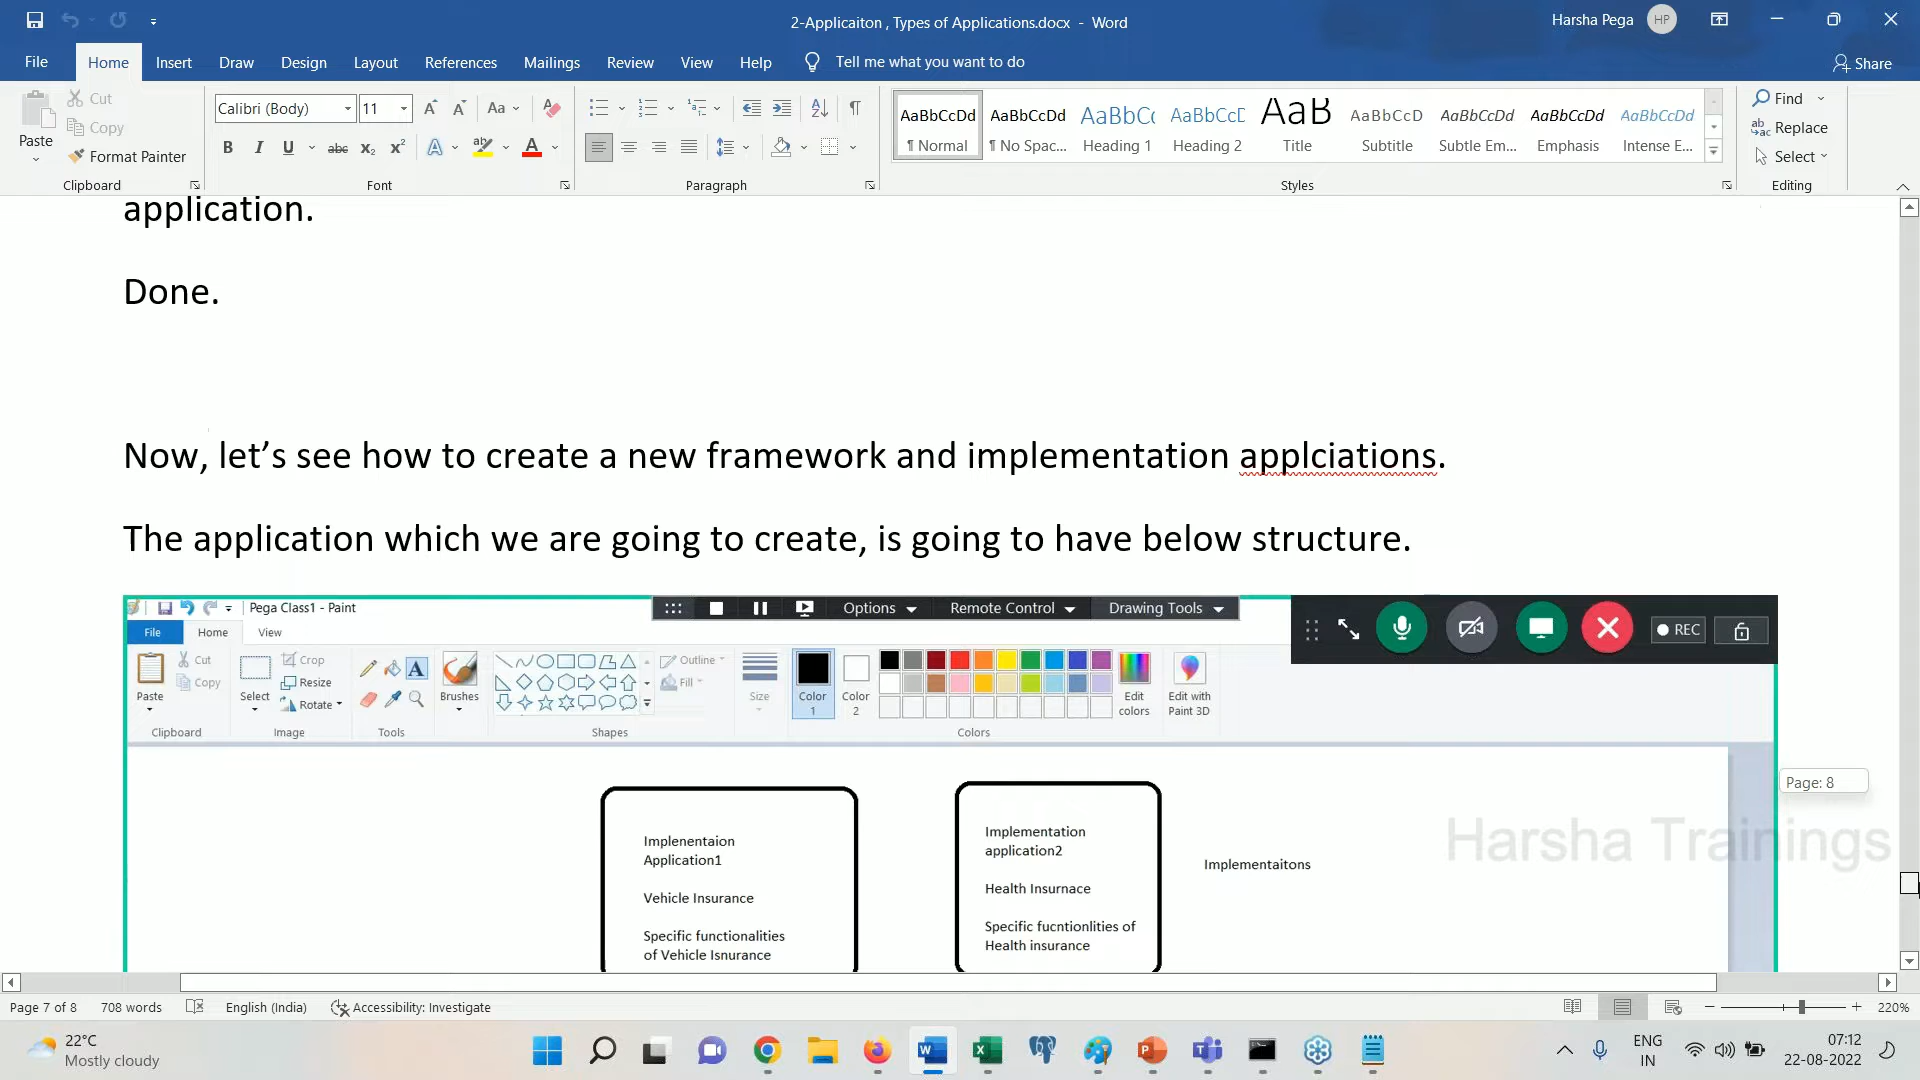 2-Applicaiton , Types of Applications.docx - Word
Harsha Pega HP
File Home Insert Draw Design Layout References Mailings Review View Help Tell me what you want to do Share
Paste
Cut
Copy
Format Painter
Clipboard
Calibri (Body) 11
Font
Paragraph
AaBbCcDd AaBbCcDd AaBbCc AaBbCcD AaB AaBbCcD AaBbCcDd AaBbCcDd AaBbCcDd
¶ Normal ¶ No Spac... Heading 1 Heading 2 Title Subtitle Subtle Em... Emphasis Intense E...
Styles
Find
Replace
Select
Editing
application.
Done.
Now, let’s see how to create a new framework and implementation applciations.
The application which we are going to create, is going to have below structure.
Pega Class1 - Paint
Options Remote Control Drawing Tools
REC
File Home View
Paste
Cut
Copy
Clipboard
Select
Crop
Resize
Rotate
Image
Tools
Brushes
Outline
Fill
Shapes
Size
Color 1
Color 2
Edit colors
Edit with Paint 3D
Colors
Implenentaion
Application1
Vehicle Insurance
Specific functionalities
of Vehicle Isnurance
Implementation
application2
Health Insurnace
Specific fucntionlities of
Health insurance
Implementaitons
Page: 8
Harsha Trainings
Page 7 of 8 708 words English (India) Accessibility: Investigate 220%
22°C
Mostly cloudy
ENG
IN
07:12
22-08-2022